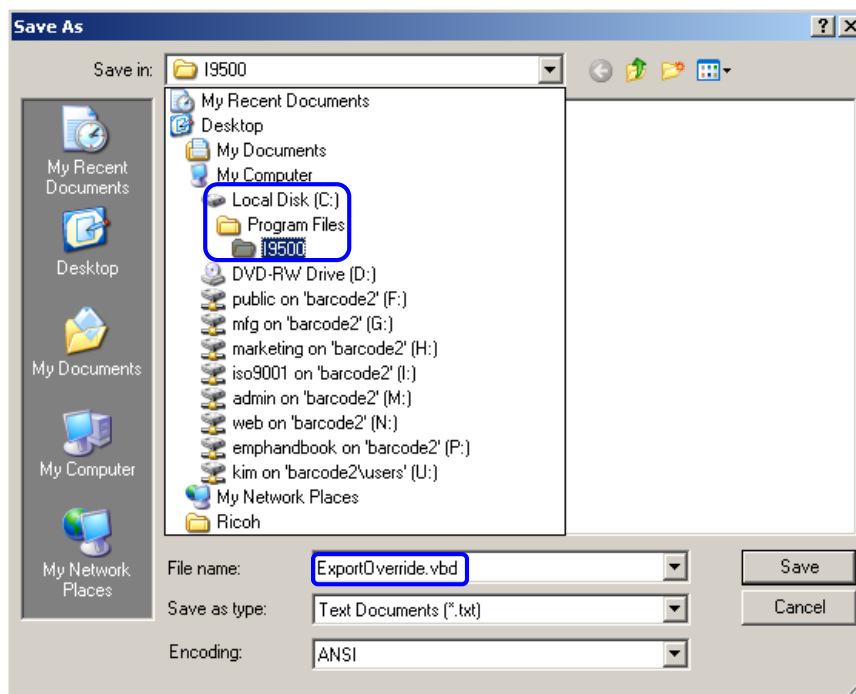 Save As
Save in: I9500
My Recent Documents
Desktop
My Documents
My Computer
Local Disk (C:)
Program Files
I9500
DVD-RW Drive (D:)
public on 'barcode2' (F:)
mfg on 'barcode2' (G:)
marketing on 'barcode2' (H:)
iso9001 on 'barcode2' (I:)
admin on 'barcode2' (M:)
web on 'barcode2' (N:)
emphandbook on 'barcode2' (P:)
kim on 'barcode2\users' (U:)
My Network Places
Ricoh
My Recent
Documents
Desktop
My Documents
My Computer
My Network
Places
File name: ExportOverride.vbd Save
Save as type: Text Documents (*.txt) Cancel
Encoding: ANSI